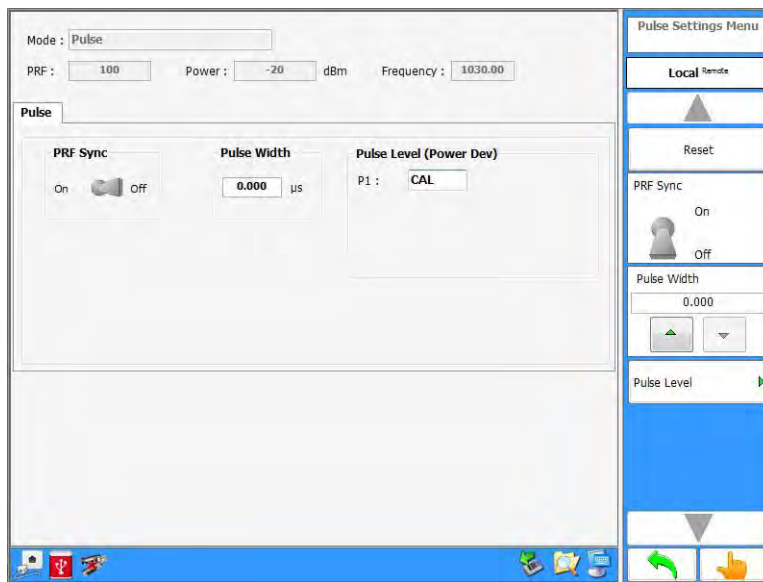 Mode : Pulse
PRF : 100 Power : -20 dBm Frequency : 1030.00
Pulse
PRF Sync
On Off
Pulse Width
0.000 µs
Pulse Level (Power Dev)
P1 : CAL
Pulse Settings Menu
Local Remote
Reset
PRF Sync
On
Off
Pulse Width
0.000
Pulse Level